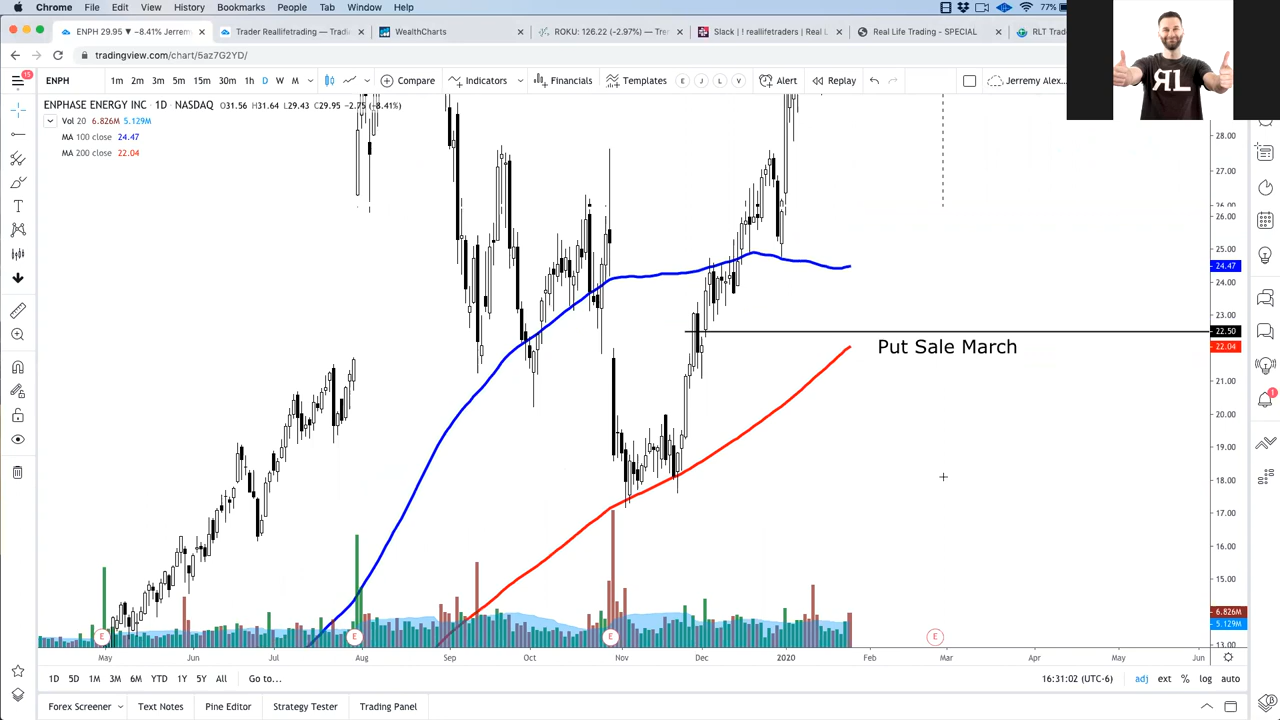 Chrome File Edit View History Bookmarks People Tab Window Help 77%
ENPH 29.95 ▼ −8.41% Jerrem Trader Reallifetrading — Tradi WealthCharts ROKU: 126.22 (−2.97%) — Tren Slack | ! reallifetraders | Real L Real Life Trading - SPECIAL RLT Tra
tradingview.com/chart/5az7G2YD/
ЯL
15 ENPH 1m 2m 3m 5m 15m 30m 1h D W M Compare Indicators Financials Templates E J L V Alert Replay Jeremmy Alex...
ENPHASE ENERGY INC · 1D · NASDAQ O31.56 H31.64 L29.43 C29.95 −2.75 (−8.41%)
Vol 20 6.826M 5.129M
MA 100 close 24.47
MA 200 close 22.04
28.00
27.00
26.00
25.00
24.47
24.00
23.00
22.50
Put Sale March
22.04
21.00
20.00
1
19.00
18.00
17.00
16.00
15.00
6.826M
5.129M
E E E E
13.00
May Jun Jul Aug Sep Oct Nov Dec 2020 Feb Mar Apr May Jun
1D 5D 1M 3M 6M YTD 1Y 5Y All Go to... 16:31:02 (UTC-6) adj ext % log auto
Forex Screener Text Notes Pine Editor Strategy Tester Trading Panel